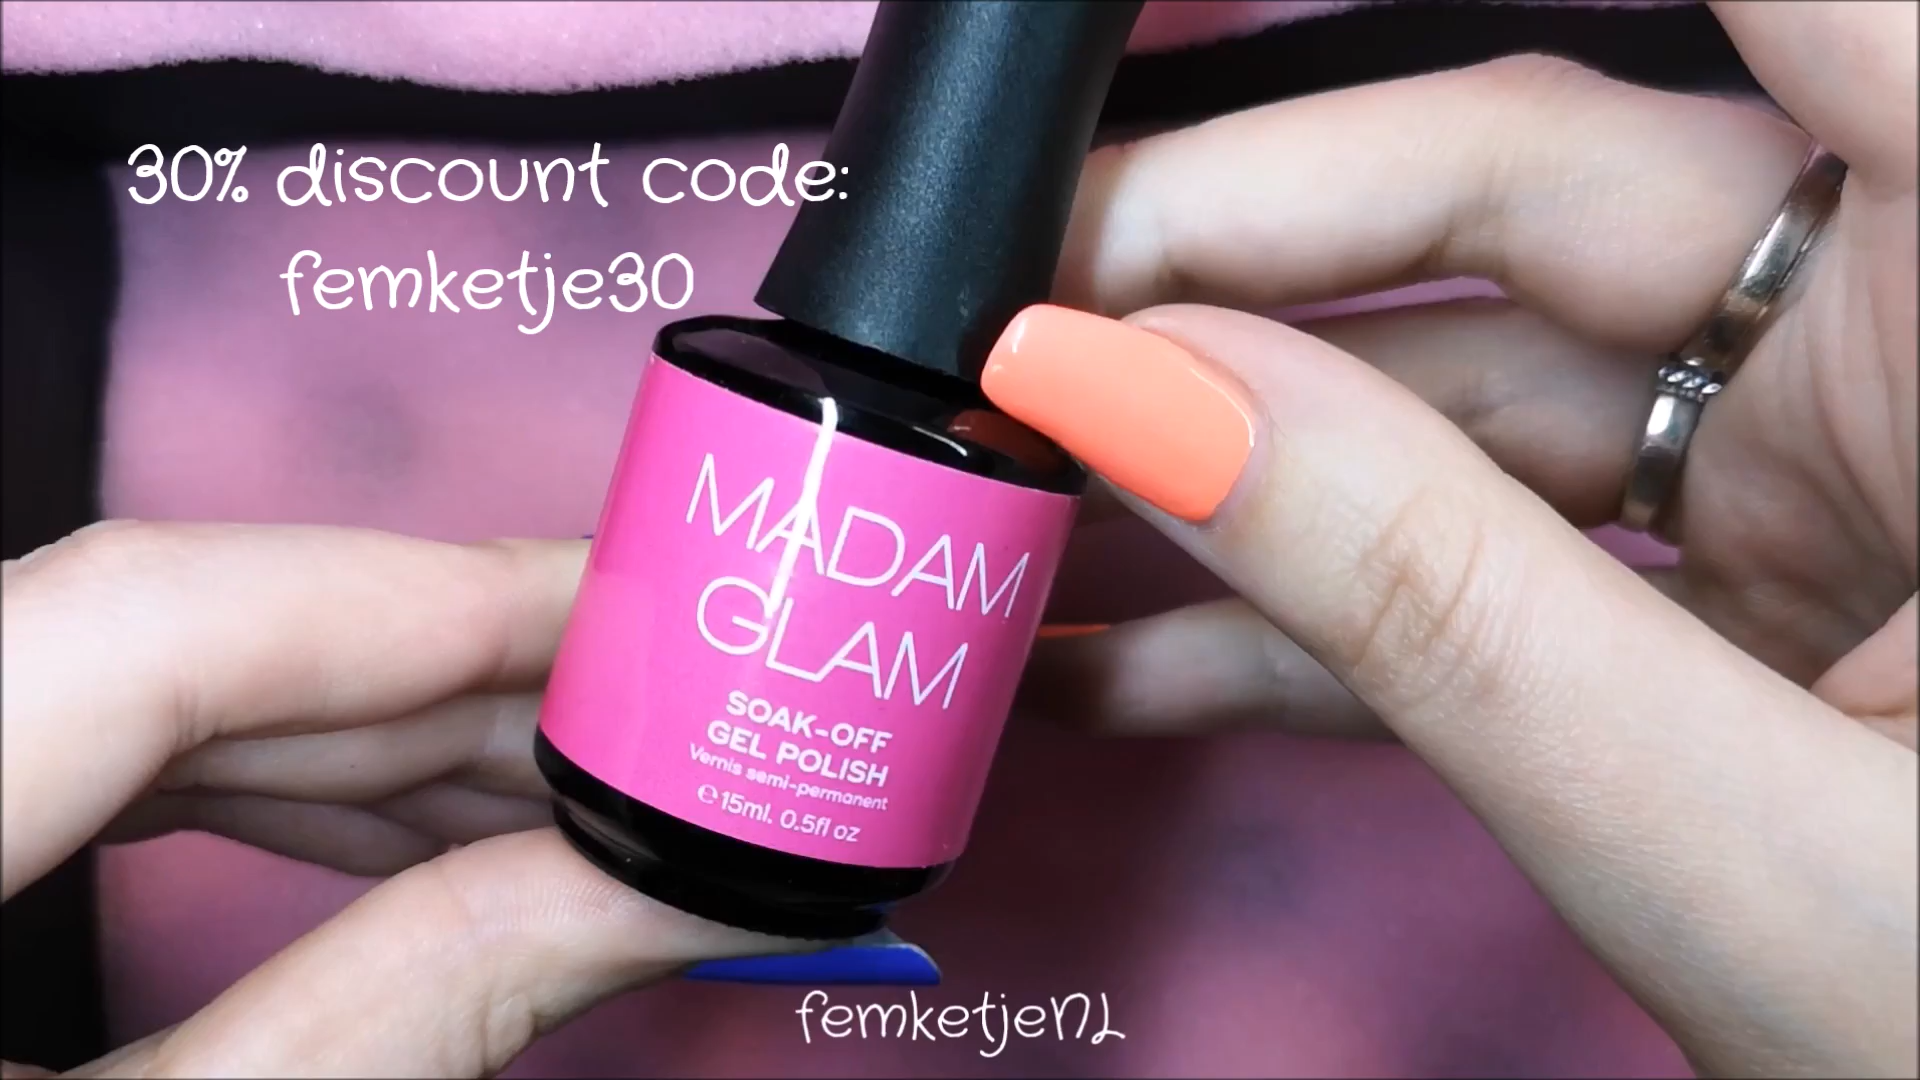 30% discount code:
femketje30
MADAM
GLAM
SOAK-OFF
GEL POLISH
Vernis semi-permanent
℮ 15ml. 0.5fl oz
femketjeNL